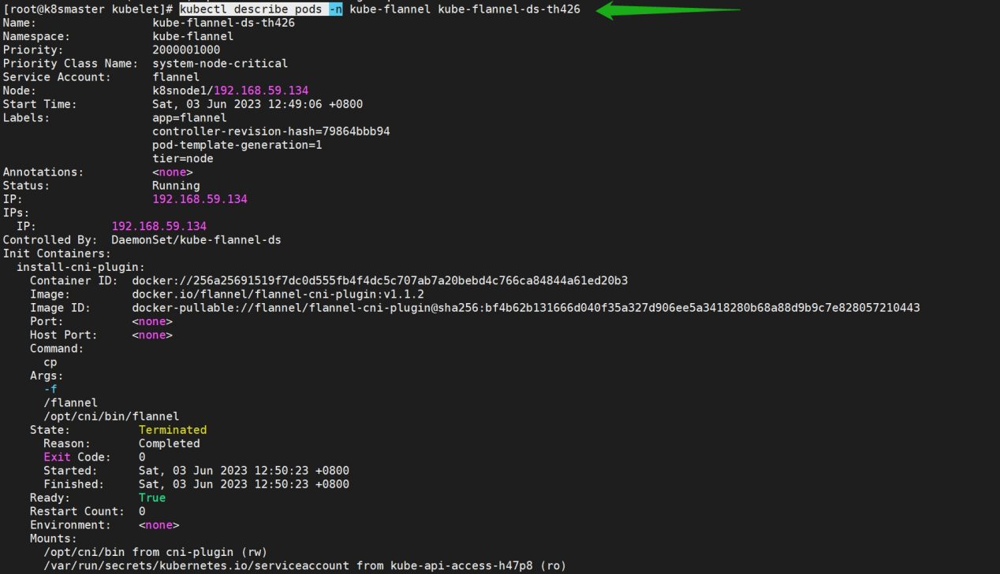 [root@k8smaster kubelet]# kubectl describe pods -n kube-flannel kube-flannel-ds-th426
Name:                 kube-flannel-ds-th426
Namespace:            kube-flannel
Priority:             2000001000
Priority Class Name:  system-node-critical
Service Account:      flannel
Node:                 k8snode1/192.168.59.134
Start Time:           Sat, 03 Jun 2023 12:49:06 +0800
Labels:               app=flannel
                      controller-revision-hash=79864bbb94
                      pod-template-generation=1
                      tier=node
Annotations:          <none>
Status:               Running
IP:                   192.168.59.134
IPs:
  IP:           192.168.59.134
Controlled By:  DaemonSet/kube-flannel-ds
Init Containers:
  install-cni-plugin:
    Container ID:  docker://256a25691519f7dc0d555fb4f4dc5c707ab7a20bebd4c766ca84844a61ed20b3
    Image:         docker.io/flannel/flannel-cni-plugin:v1.1.2
    Image ID:      docker-pullable://flannel/flannel-cni-plugin@sha256:bf4b62b131666d040f35a327d906ee5a3418280b68a88d9b9c7e828057210443
    Port:          <none>
    Host Port:     <none>
    Command:
      cp
    Args:
      -f
      /flannel
      /opt/cni/bin/flannel
    State:          Terminated
      Reason:       Completed
      Exit Code:    0
      Started:      Sat, 03 Jun 2023 12:50:23 +0800
      Finished:     Sat, 03 Jun 2023 12:50:23 +0800
    Ready:          True
    Restart Count:  0
    Environment:    <none>
    Mounts:
      /opt/cni/bin from cni-plugin (rw)
      /var/run/secrets/kubernetes.io/serviceaccount from kube-api-access-h47p8 (ro)